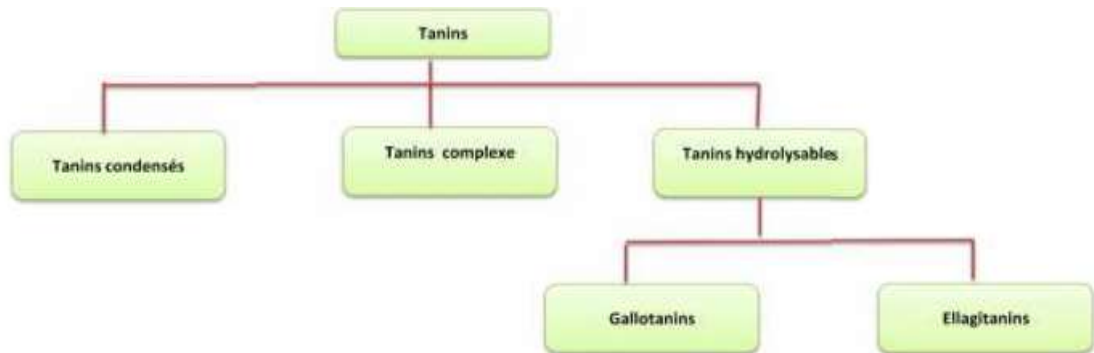 Tanins
Tanins condensés
Tanins complexe
Tanins hydrolysables
Gallotanins
Ellagitanins